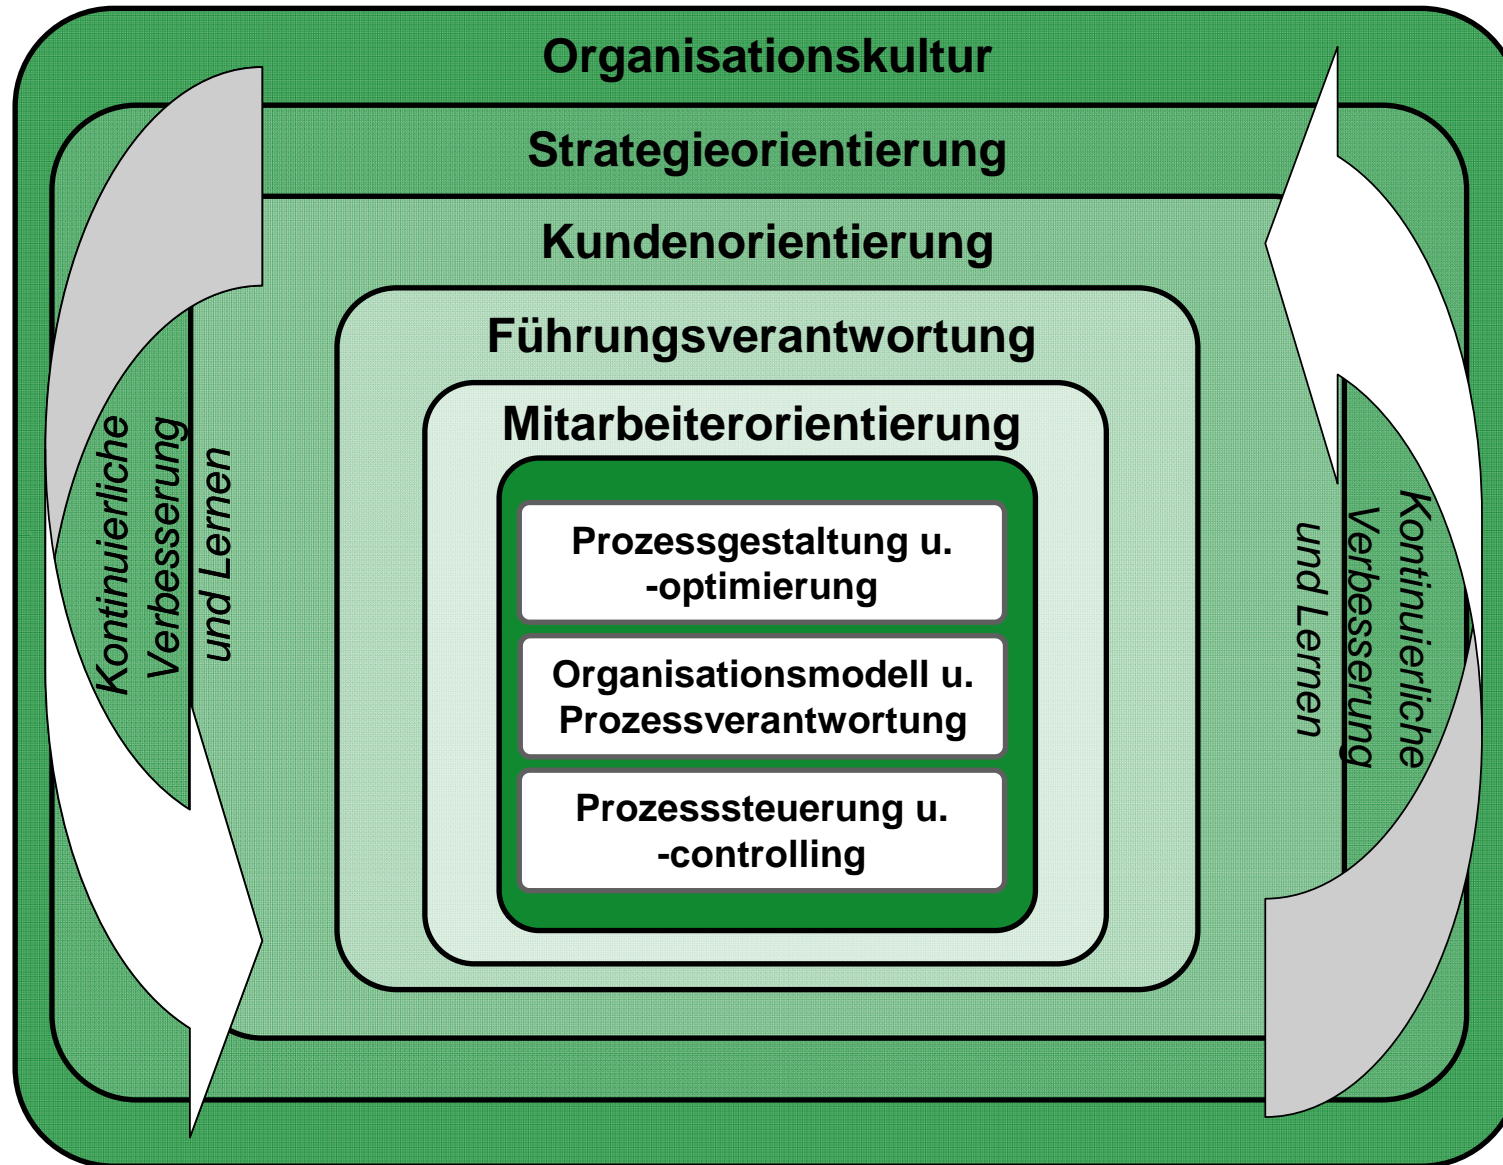 Organisationskultur
Strategieorientierung
Kundenorientierung
Führungsverantwortung
Mitarbeiterorientierung
Prozessgestaltung u.
-optimierung
Organisationsmodell u.
Prozessverantwortung
Prozesssteuerung u.
-controlling
Kontinuierliche
Verbesserung
und Lernen
Kontinuierliche
Verbesserung
und Lernen